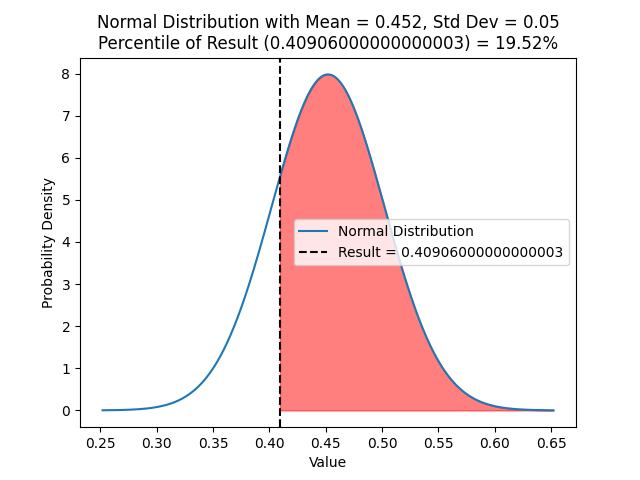 Normal Distribution with Mean = 0.452, Std Dev = 0.05
Percentile of Result (0.40906000000000003) = 19.52%
8
7
6
5
4
3
2
1
0
Probability Density
Normal Distribution
Result = 0.40906000000000003
0.25 0.30 0.35 0.40 0.45 0.50 0.55 0.60 0.65
Value